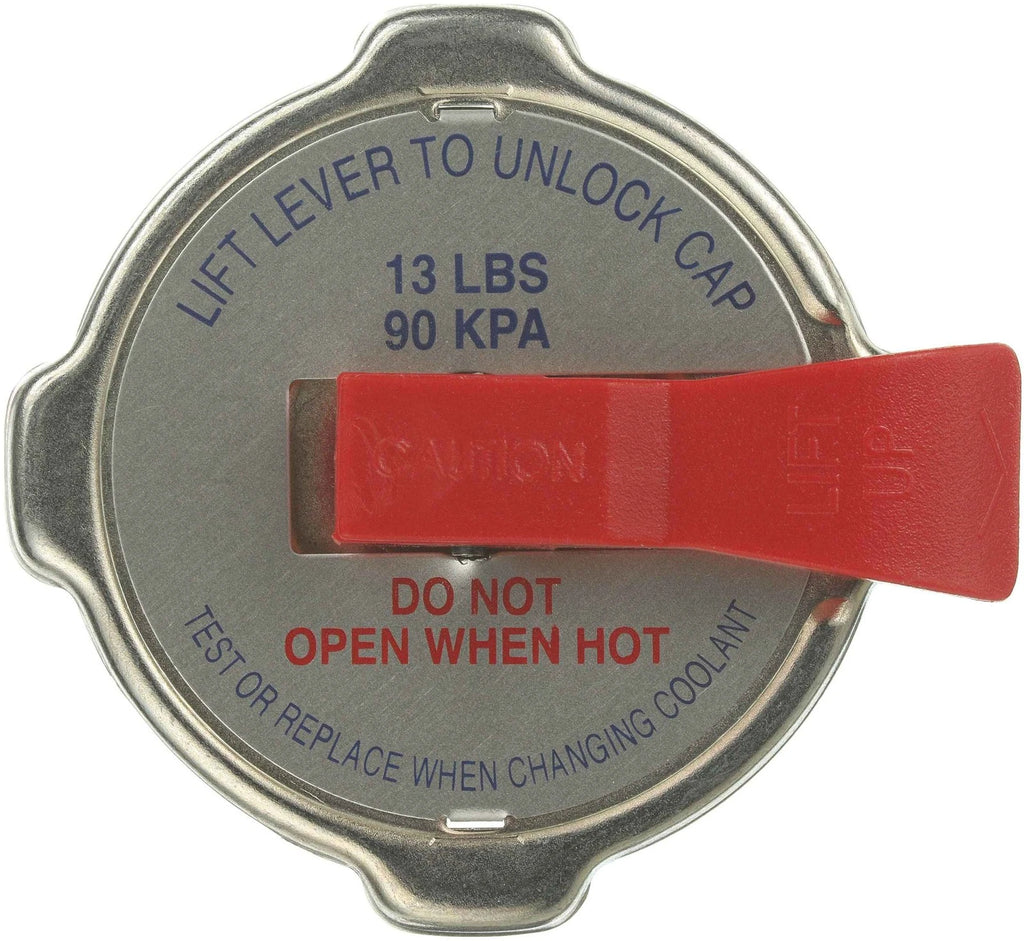 LIFT LEVER TO UNLOCK CAP
13 LBS
90 KPA
CAUTION
LIFT
UP
DO NOT
OPEN WHEN HOT
TEST OR REPLACE WHEN CHANGING COOLANT